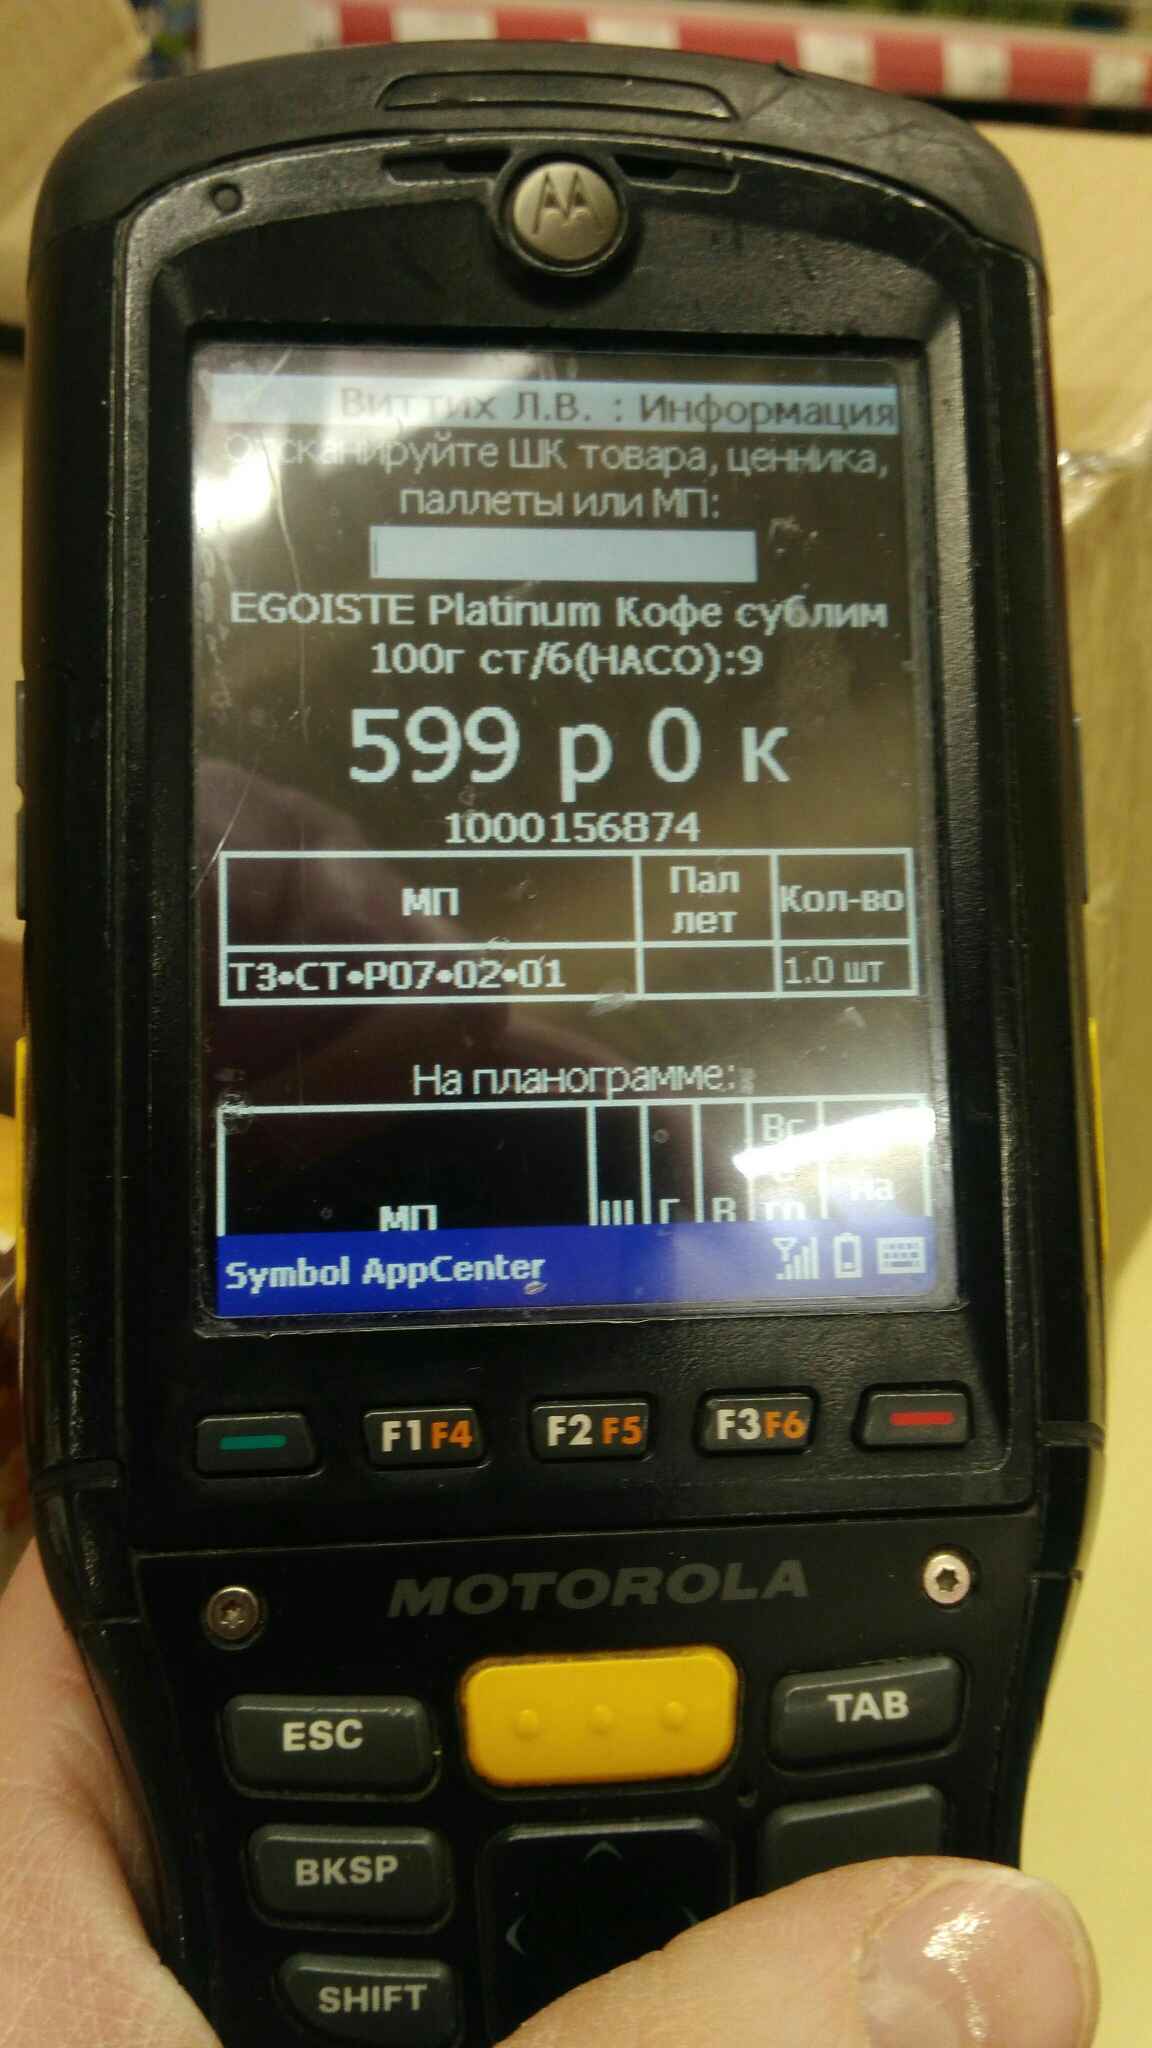 Виттих Л.В. : Информация
Отсканируйте ШК товара, ценника,
паллеты или МП:
EGOISTE Platinum Кофе сублим
100г ст/6(НАСО):9
599 р 0 к
1000156874
МП Пал лет Кол-во
ТЗ•СТ•Р07•02•01 1.0 шт
На планограмме:
МП Ш Г В На
Symbol AppCenter
F1 F4 F2 F5 F3 F6
MOTOROLA
ESC TAB
BKSP
SHIFT